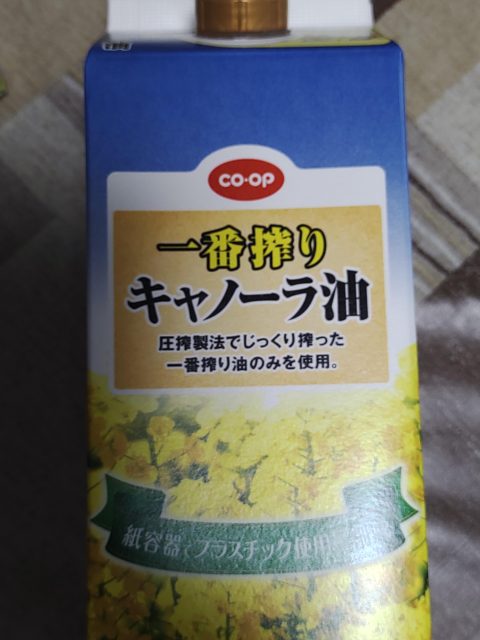 CO·OP
一番搾り
キャノーラ油
圧搾製法でじっくり搾った
一番搾り油のみを使用。
紙容器でプラスチック使用